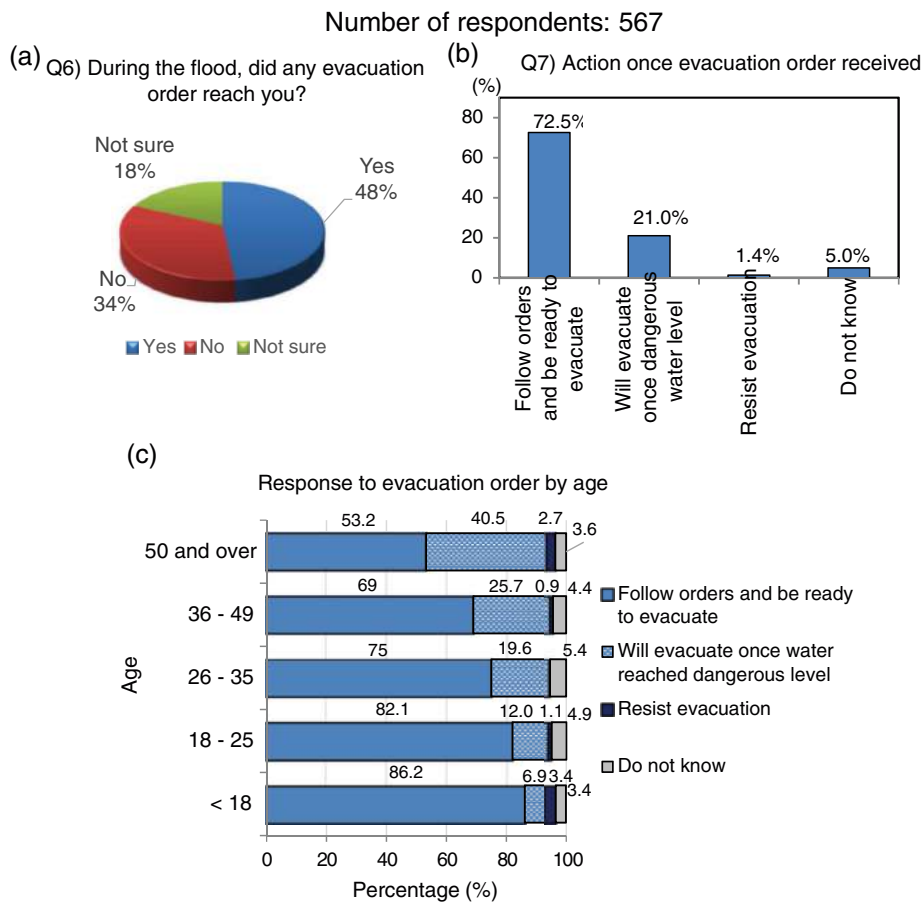 Number of respondents: 567
(a)
Q6) During the flood, did any evacuation
order reach you?
Not sure
18%
Yes
48%
No
34%
Yes No Not sure
(b)
Q7) Action once evacuation order received
(%)
80
60
40
20
0
72.5%
21.0%
1.4%
5.0%
Follow orders
and be ready to
evacuate
Will evacuate
once dangerous
water level
Resist evacuation
Do not know
(c)
Response to evacuation order by age
Age
50 and over
53.2 40.5 2.7 3.6
36 - 49
69 25.7 0.9 4.4
26 - 35
75 19.6 5.4
18 - 25
82.1 12.0 1.1 4.9
< 18
86.2 6.9 3.4 3.4
0 20 40 60 80 100
Percentage (%)
Follow orders and be ready
to evacuate
Will evacuate once water
reached dangerous level
Resist evacuation
Do not know